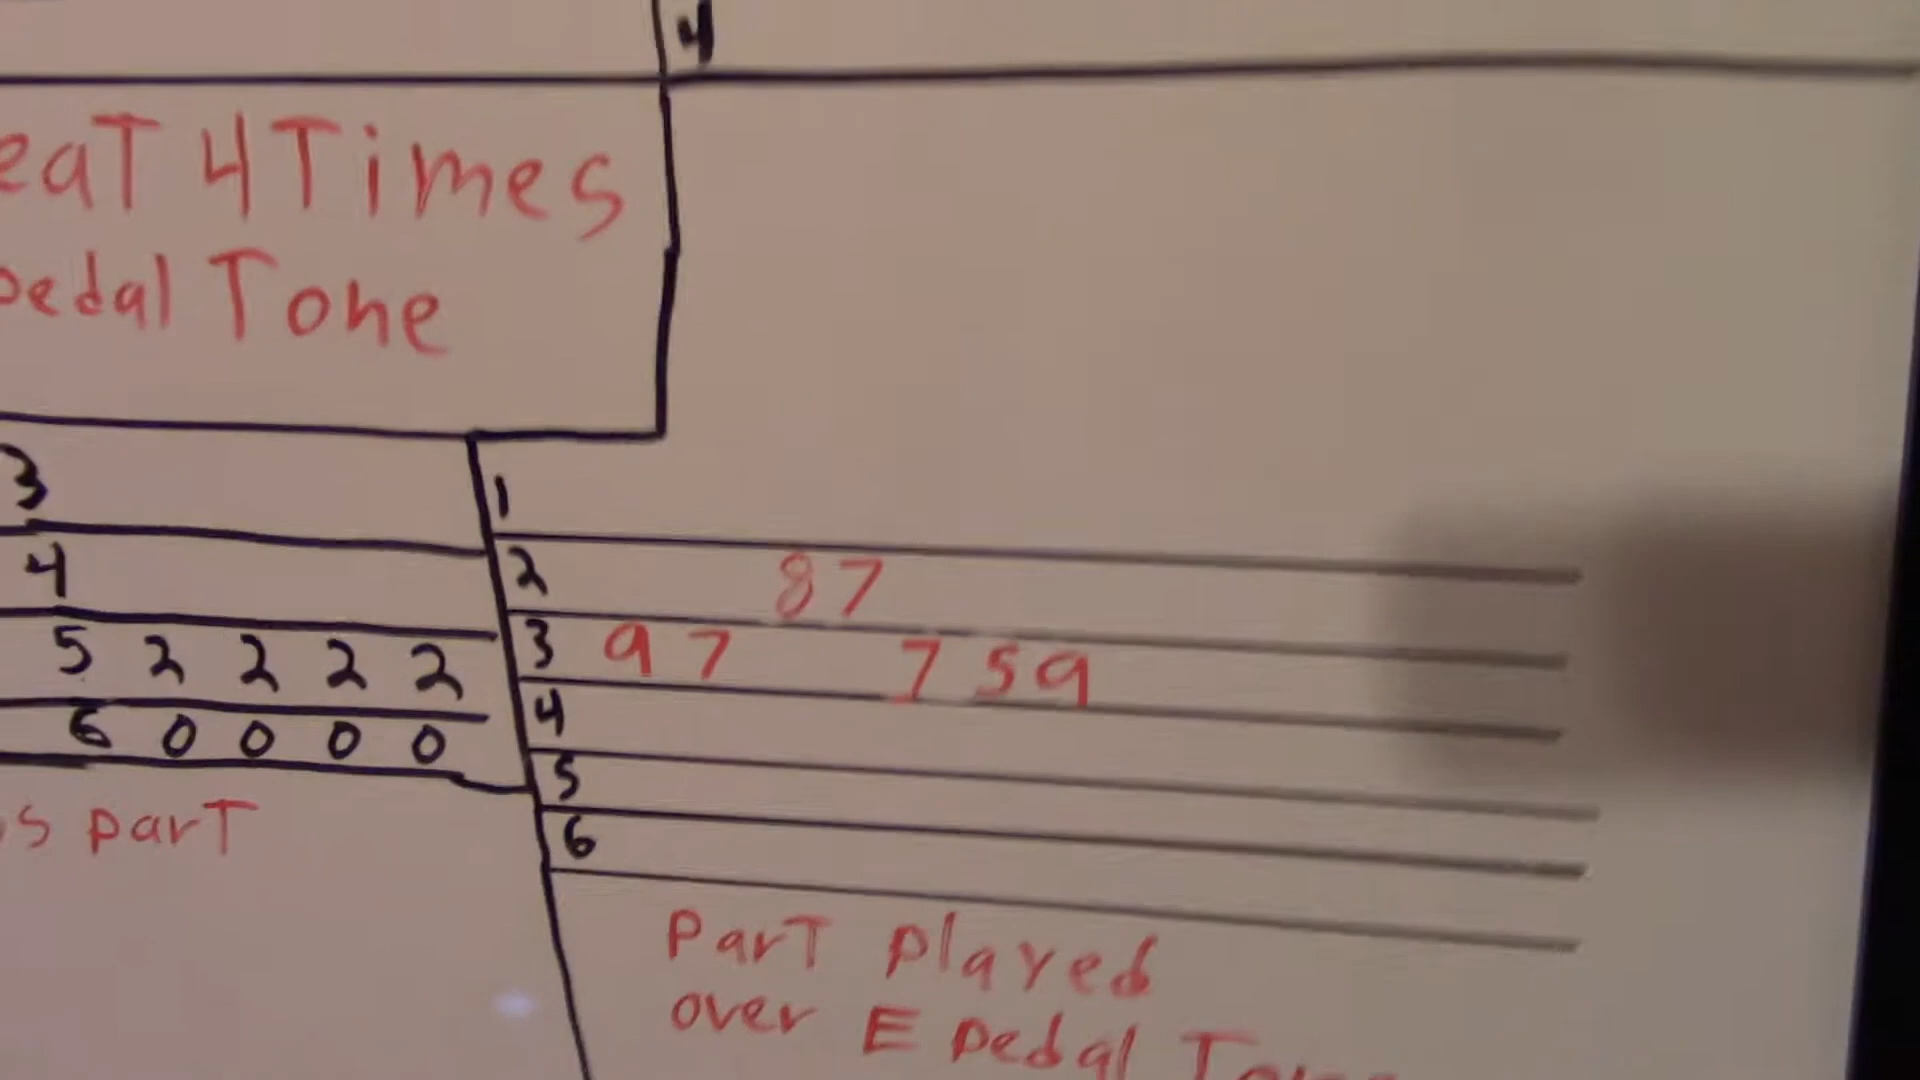 4
eaT 4 Times
pedal Tone
3
4
5 2 2 2 2
6 0 0 0 0
s parT
1
2 8 7
3 9 7 7 5 9
4
5
6
ParT Played
over E pedal